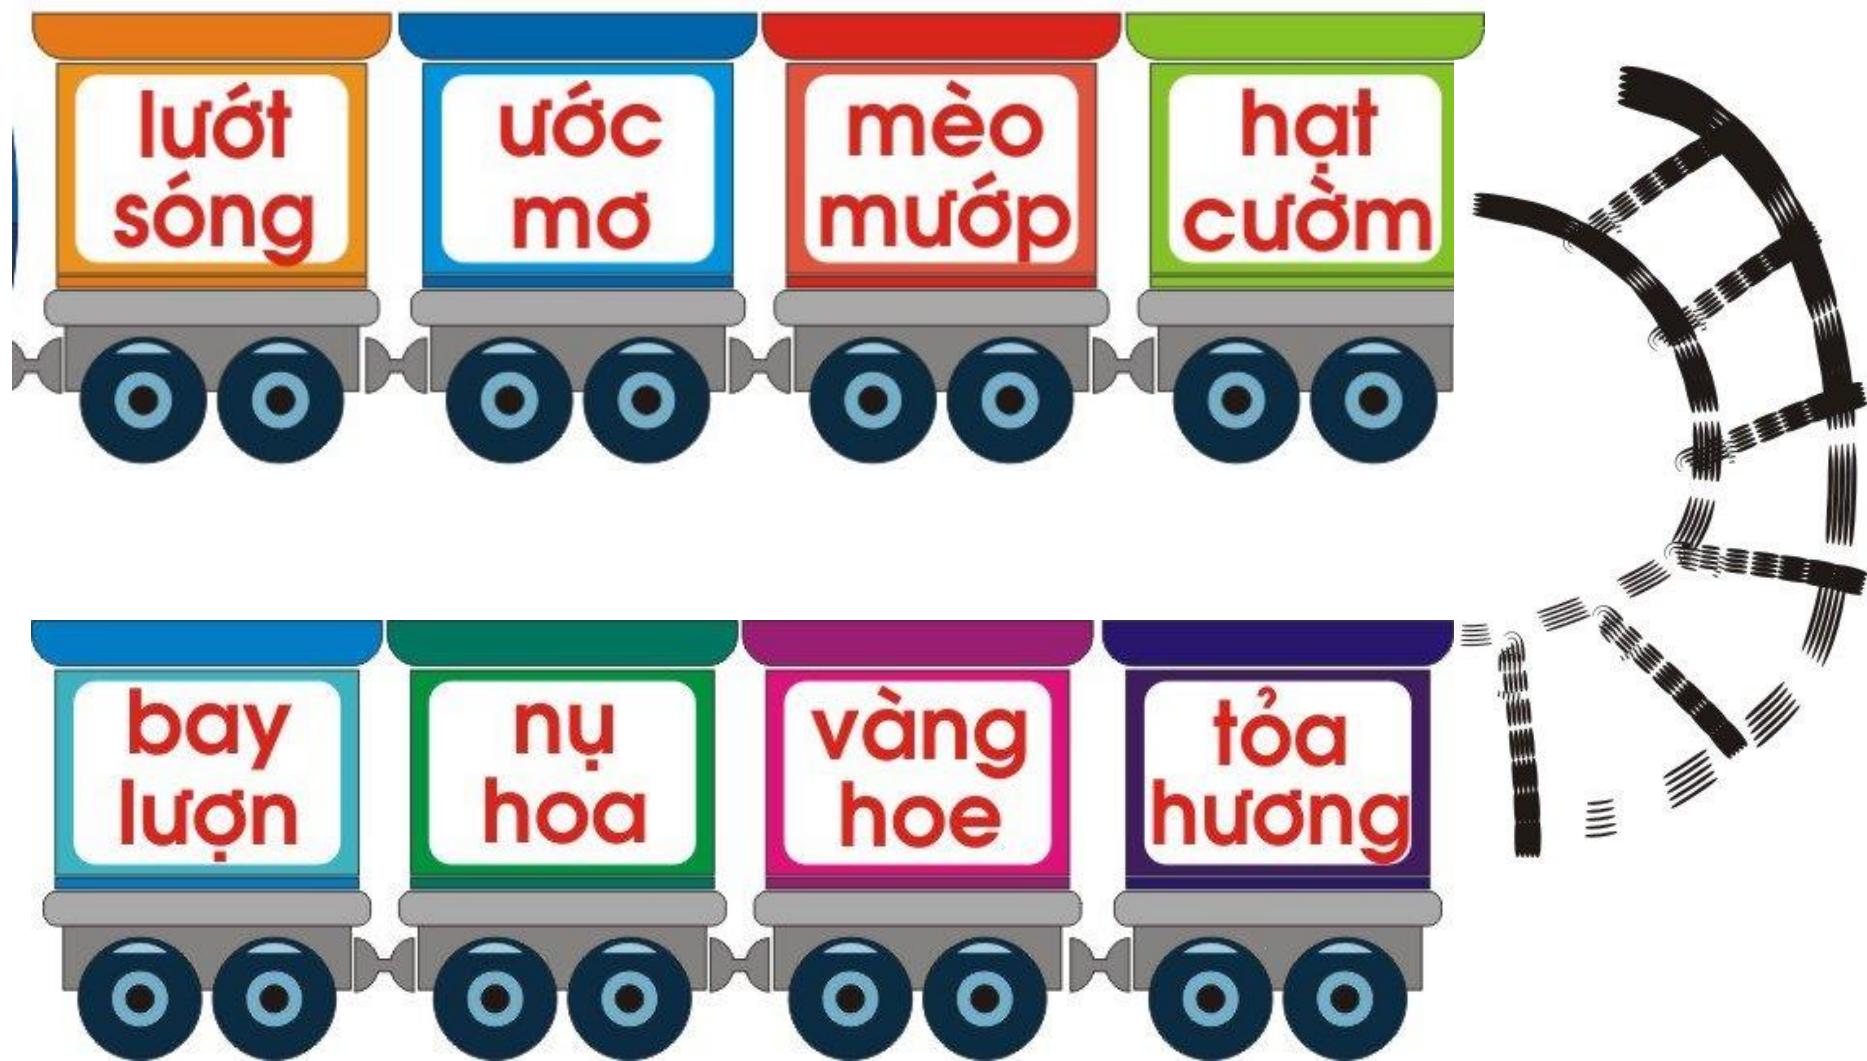 lướt
sóng
ước
mơ
mèo
mướp
hạt
cườm
bay
lượn
nụ
hoa
vàng
hoe
tỏa
hương